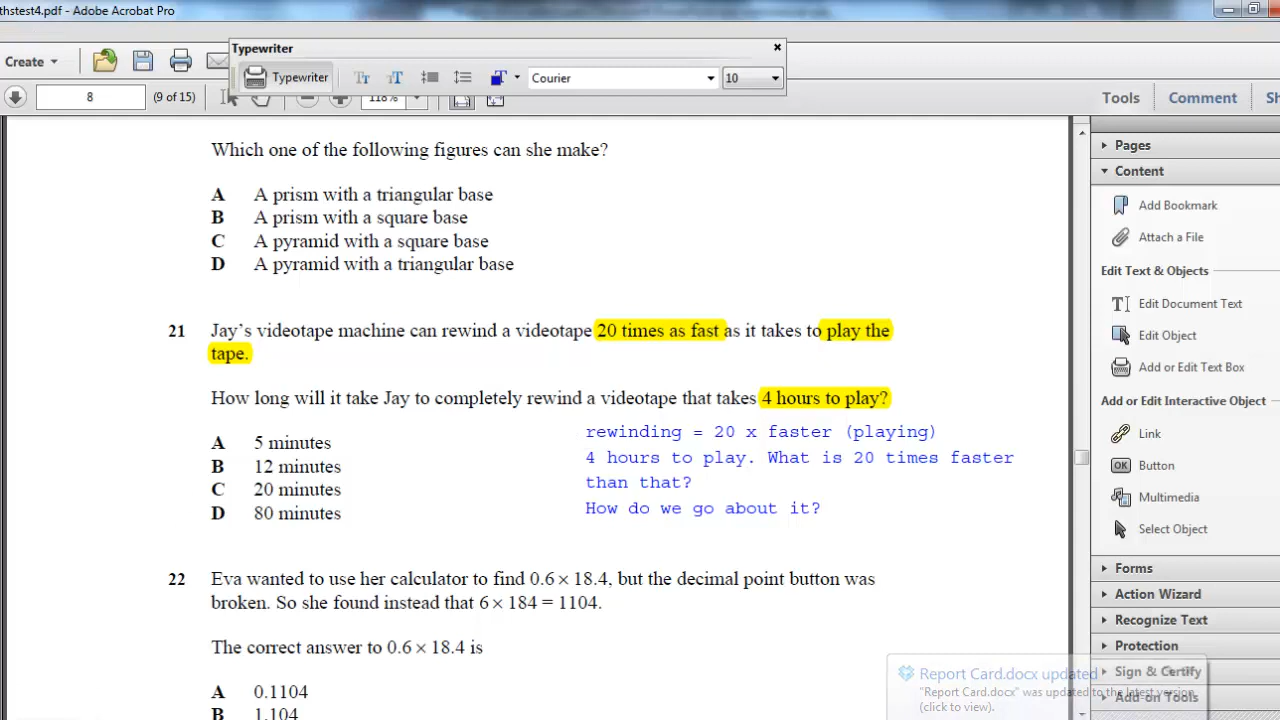 thstest4.pdf - Adobe Acrobat Pro
Typewriter
Create
Typewriter
Courier
10
8
(9 of 15)
118%
Tools
Comment
Which one of the following figures can she make?
A A prism with a triangular base
B A prism with a square base
C A pyramid with a square base
D A pyramid with a triangular base
21 Jay's videotape machine can rewind a videotape 20 times as fast as it takes to play the
tape.
How long will it take Jay to completely rewind a videotape that takes 4 hours to play?
A 5 minutes
B 12 minutes
C 20 minutes
D 80 minutes
rewinding = 20 x faster (playing)
4 hours to play. What is 20 times faster
than that?
How do we go about it?
22 Eva wanted to use her calculator to find 0.6 × 18.4, but the decimal point button was
broken. So she found instead that 6 × 184 = 1104.
The correct answer to 0.6 × 18.4 is
A 0.1104
B 1.104
Pages
Content
Add Bookmark
Attach a File
Edit Text & Objects
Edit Document Text
Edit Object
Add or Edit Text Box
Add or Edit Interactive Object
Link
Button
Multimedia
Select Object
Forms
Action Wizard
Recognize Text
Protection
Sign & Certify
Add-on Tools
Report Card.docx updated
"Report Card.docx" was updated to the latest version
(click to view).